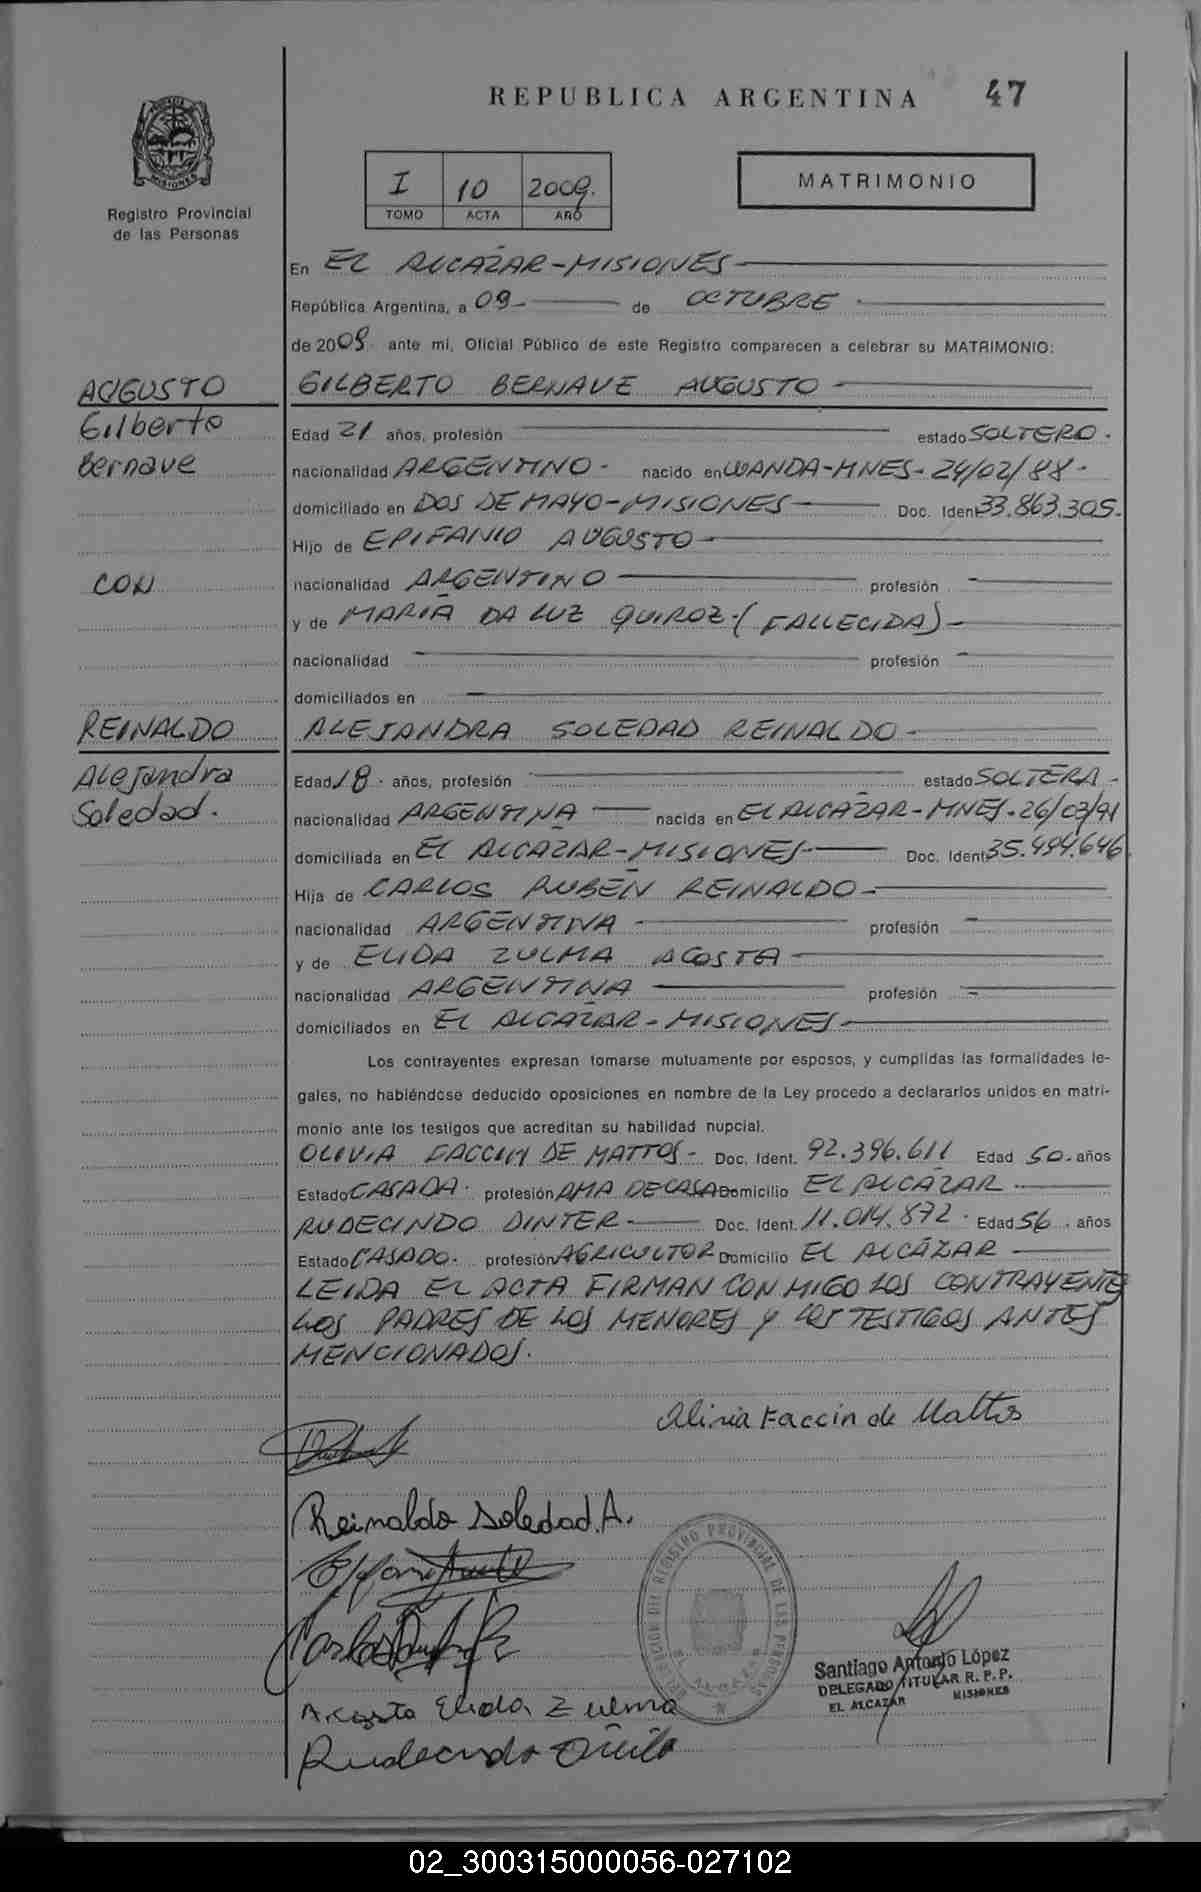 REPUBLICA ARGENTINA 47
MISIONES
Registro Provincial
de las Personas
I 10 2009.
TOMO ACTA AÑO
MATRIMONIO
En EL ALCAZAR-MISIONES
República Argentina, a 09 de OCTUBRE
de 2009 ante mí, Oficial Público de este Registro comparecen a celebrar su MATRIMONIO:
AUGUSTO GILBERTO BERNAVE AUGUSTO
Gilberto Edad 21 años, profesión estado SOLTERO.
Bernave nacionalidad ARGENTINO - nacido en WANDA-MNES- 24/02/88-
domiciliado en DOS DE MAYO-MISIONES Doc. Ident 33.863.305.
Hijo de EPIFANIO AUGUSTO
CON nacionalidad ARGENTINO profesión
y de MARIA DA LUZ QUIROZ-(FALLECIDA)
nacionalidad profesión
domiciliados en
REINALDO ALEJANDRA SOLEDAD REINALDO
Alejandra Edad 18 años, profesión estado SOLTERA
Soledad. nacionalidad ARGENTINA nacida en EL ALCAZAR-MNES-26/03/91
domiciliada en EL ALCAZAR-MISIONES Doc. Ident 35.494.646
Hija de CARLOS RUBEN REINALDO
nacionalidad ARGENTINA profesión
y de ELIDA ZULMA ACOSTA
nacionalidad ARGENTINA profesión
domiciliados en EL ALCAZAR-MISIONES
Los contrayentes expresan tomarse mutuamente por esposos, y cumplidas las formalidades le-
gales, no habiéndose deducido oposiciones en nombre de la Ley procedo a declararlos unidos en matri-
monio ante los testigos que acreditan su habilidad nupcial.
OLIVIA FACCIN DE MATTOS- Doc. Ident. 92.396.611 Edad 50. años
Estado CASADA. profesión AMA DE CASA Domicilio EL ALCAZAR
RUDECINDO DINTER Doc. Ident. 11.014.872. Edad 56. años
Estado CASADO. profesión AGRICULTOR Domicilio EL ALCAZAR
LEIDA EL ACTA FIRMAN CON MIGO LOS CONTRAYENTES
LOS PADRES DE LOS MENORES Y LOS TESTIGOS ANTES
MENCIONADOS.
Faccin de Mattos
Reinaldo Soledad A.
Acosta Elida Zulma
Rudecindo
DEL REGISTRO PROVINCIAL DE LAS PERSONAS
Santiago Antonio López
DELEGADO TITULAR R. P. P.
EL ALCAZAR MISIONES
02_300315000056-027102